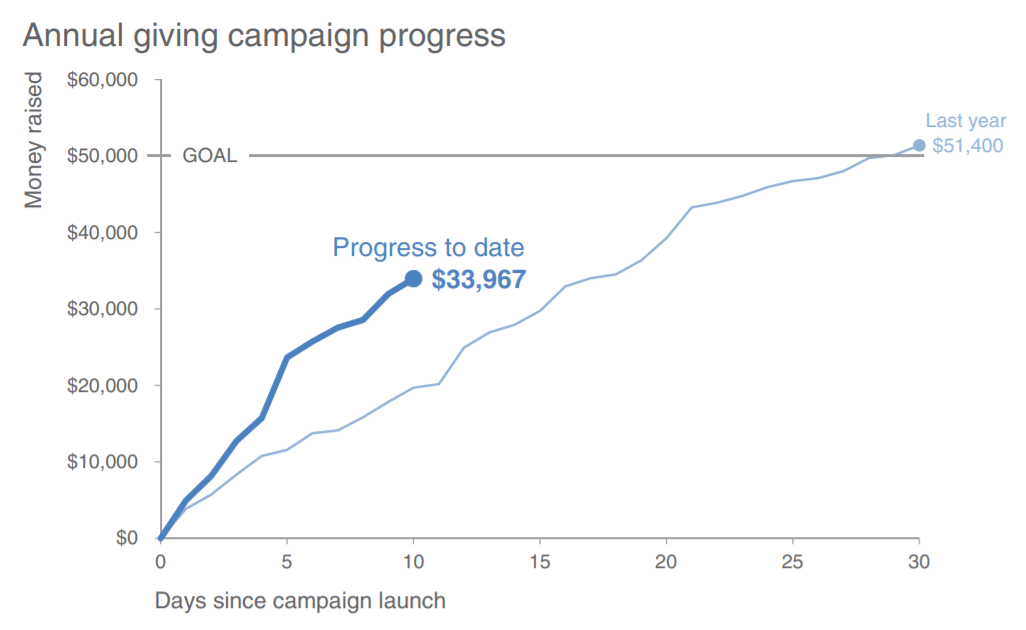 Annual giving campaign progress
Money raised
$60,000
$50,000
GOAL
$40,000
$30,000
$20,000
$10,000
$0
Last year
$51,400
Progress to date
$33,967
0 5 10 15 20 25 30
Days since campaign launch